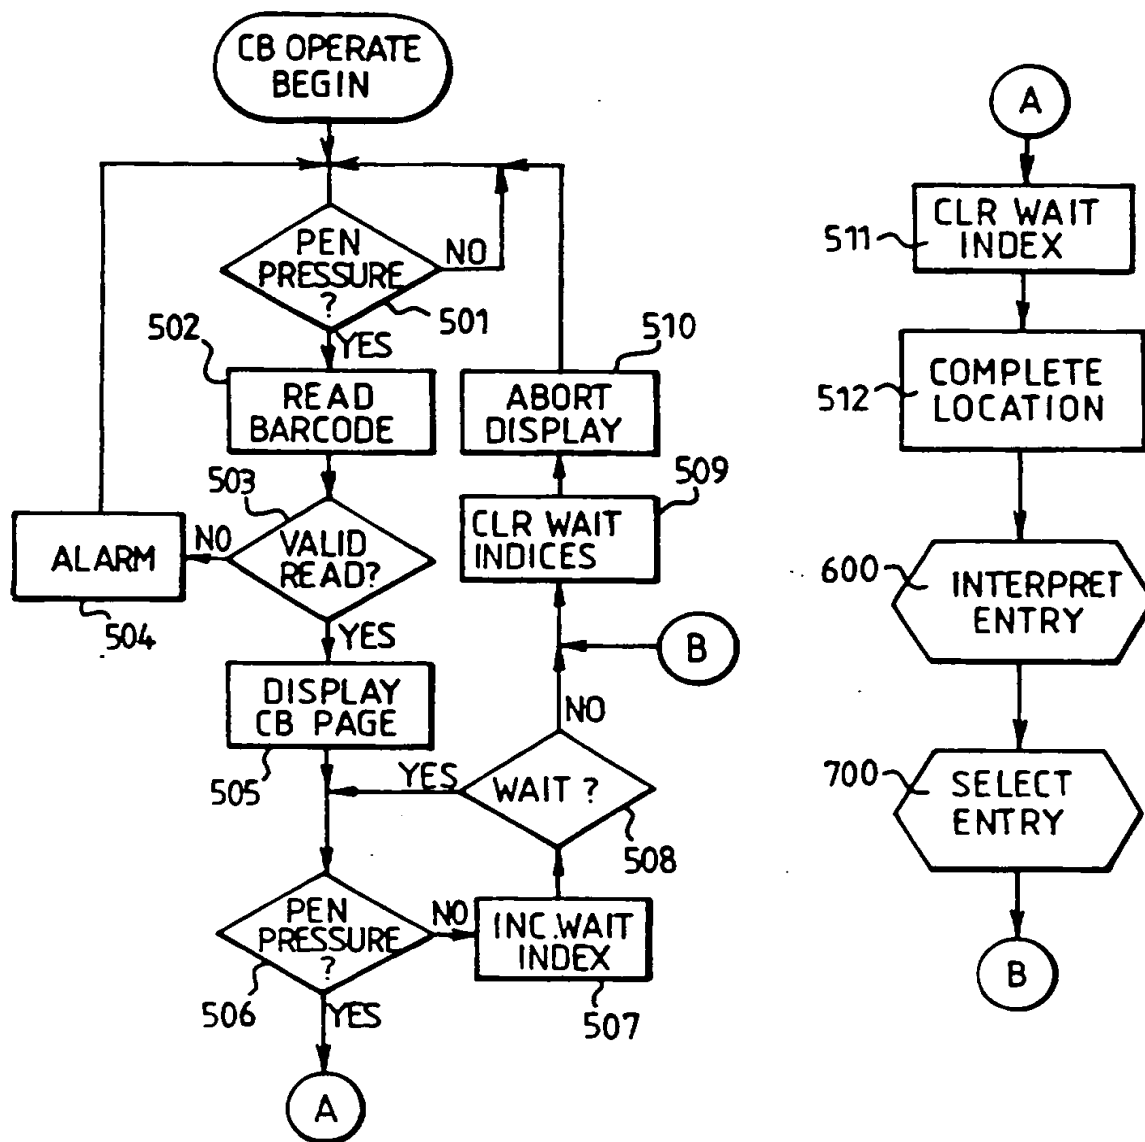 CB OPERATE
BEGIN
PEN
PRESSURE
?
NO
501
YES
502
READ
BARCODE
503
VALID
READ?
NO
ALARM
504
YES
DISPLAY
CB PAGE
505
PEN
PRESSURE
?
506
NO
YES
A
INC.WAIT
INDEX
507
WAIT ?
508
YES
NO
B
CLR WAIT
INDICES
509
ABORT
DISPLAY
510
A
CLR WAIT
INDEX
511
COMPLETE
LOCATION
512
INTERPRET
ENTRY
600
SELECT
ENTRY
700
B